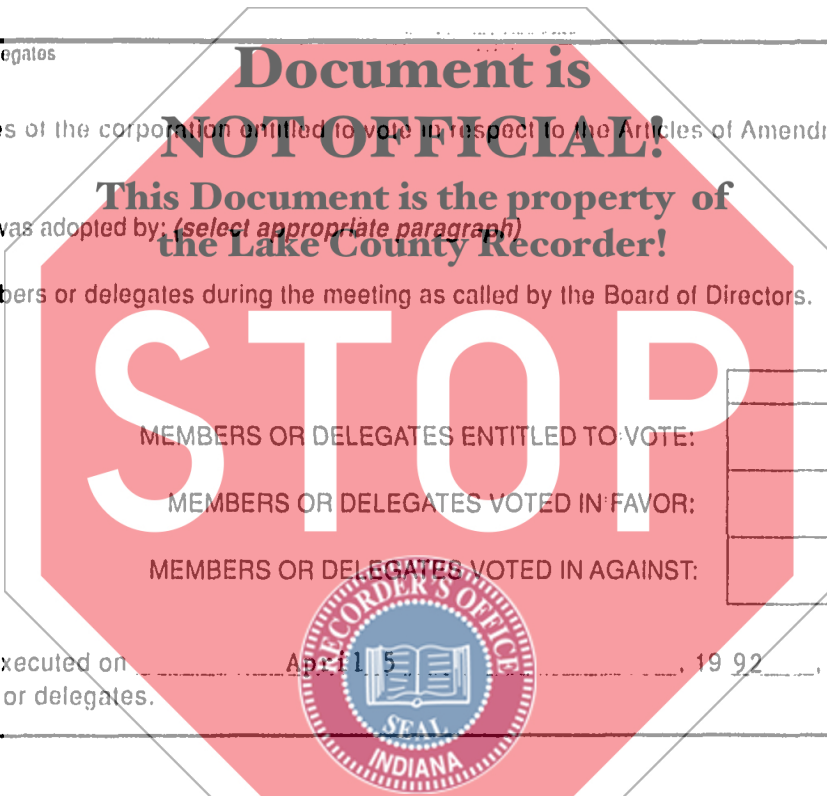 egates
Document is
s of the corporation entitled to vote in respect to the Articles of Amendm
NOT OFFICIAL!
This Document is the property of
was adopted by: (select appropriate paragraph)
the Lake County Recorder!
bers or delegates during the meeting as called by the Board of Directors.
STOP
MEMBERS OR DELEGATES ENTITLED TO VOTE:
MEMBERS OR DELEGATES VOTED IN FAVOR:
MEMBERS OR DELEGATES VOTED IN AGAINST:
RECORDER'S OFFICE
xecuted on April 5, 19 92,
or delegates.
SEAL
INDIANA